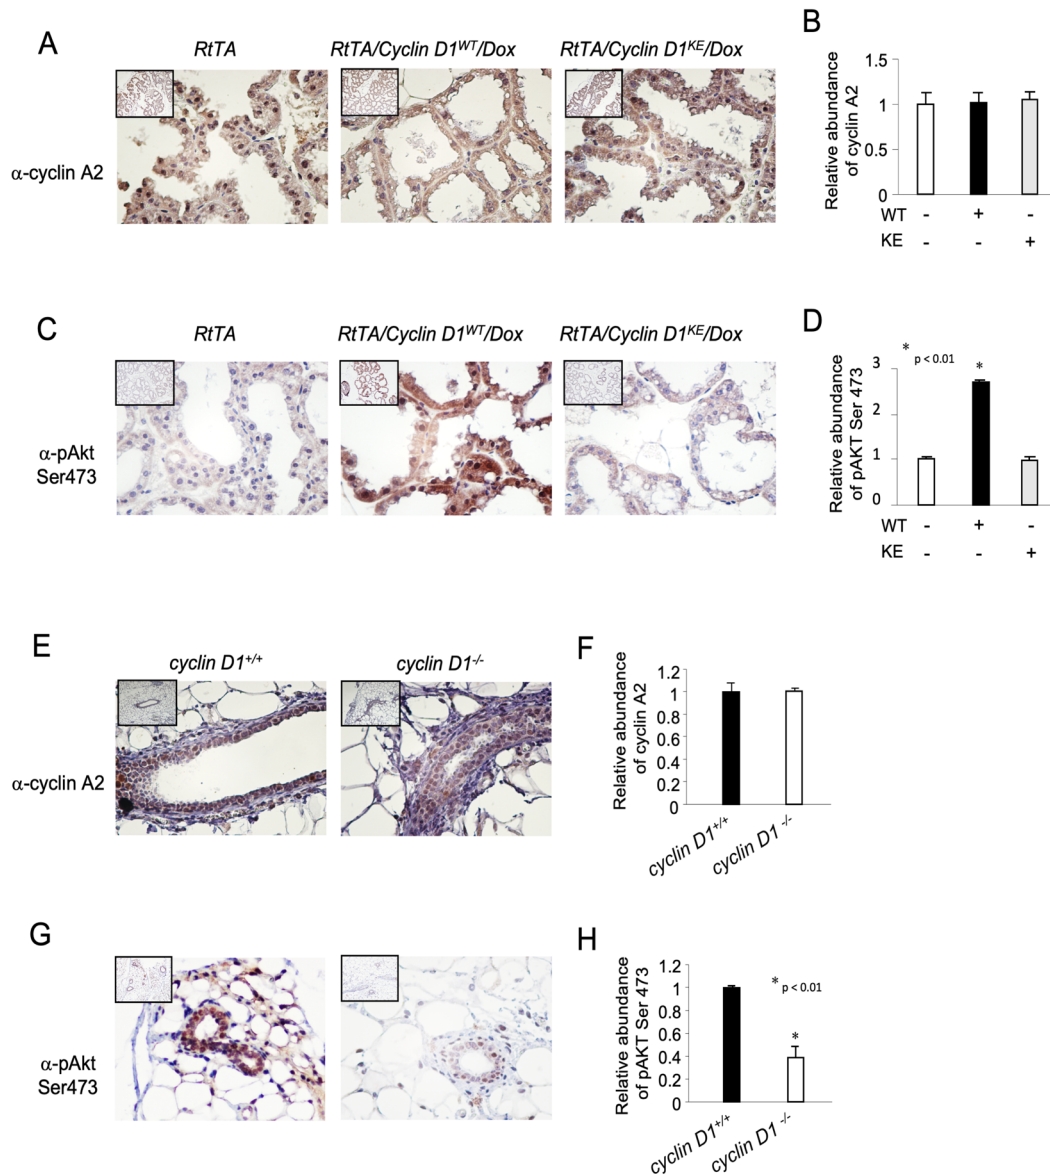 A
RtTA
RtTA/Cyclin D1WT/Dox
RtTA/Cyclin D1KE/Dox
α-cyclin A2
B
Relative abundance
of cyclin A2
1.5
1
0.5
0
WT - + -
KE - - +
C
RtTA
RtTA/Cyclin D1WT/Dox
RtTA/Cyclin D1KE/Dox
α-pAkt
Ser473
D
Relative abundance
of pAKT Ser 473
* p < 0.01
3
2
1
0
*
WT - + -
KE - - +
E
cyclin D1+/+
cyclin D1-/-
α-cyclin A2
F
Relative abundance
of cyclin A2
1.2
1
0.8
0.6
0.4
0.2
0
cyclin D1+/+
cyclin D1 -/-
G
α-pAkt
Ser473
H
Relative abundance
of pAKT Ser 473
1.2
1
0.8
0.6
0.4
0.2
0
* p < 0.01
*
cyclin D1+/+
cyclin D1 -/-